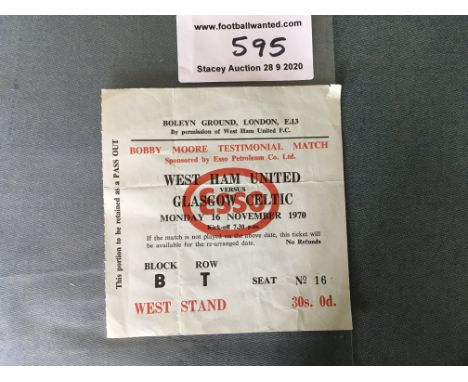 www.footballwanted.com
595
Stacey Auction 28 9 2020
BOLEYN GROUND, LONDON, E.13
By permission of West Ham United F.C.
BOBBY MOORE TESTIMONIAL MATCH
Sponsored by Esso Petroleum Co. Ltd.
WEST HAM UNITED
VERSUS
GLASGOW CELTIC
ESSO
MONDAY 16 NOVEMBER 1970
Kick-off 7.30 p.m.
If the match is not played on the above date, this ticket
will be available for the re-arranged date. No Refunds
BLOCK ROW
B T SEAT Nº 16
WEST STAND 30s. 0d.
This portion to be retained as a PASS OUT